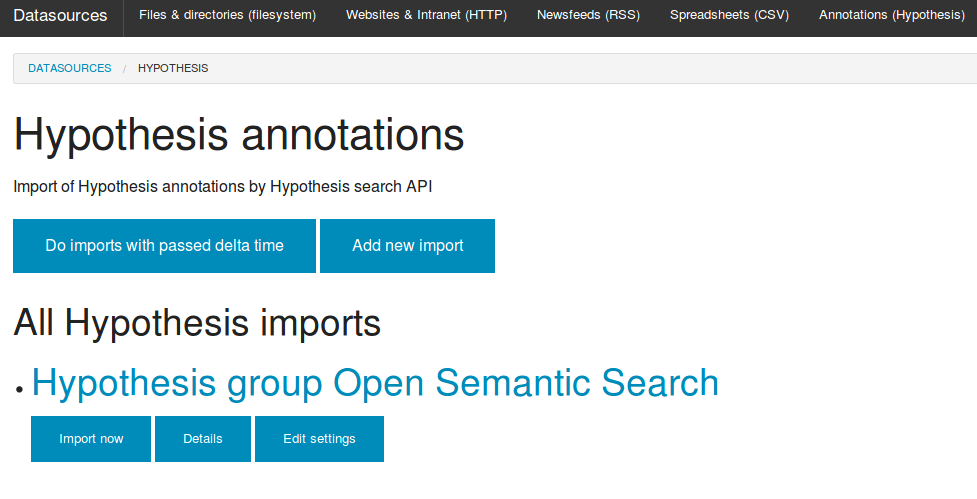 Datasources Files & directories (filesystem) Websites & Intranet (HTTP) Newsfeeds (RSS) Spreadsheets (CSV) Annotations (Hypothesis)
DATASOURCES / HYPOTHESIS
Hypothesis annotations
Import of Hypothesis annotations by Hypothesis search API
Do imports with passed delta time Add new import
All Hypothesis imports
• Hypothesis group Open Semantic Search
Import now Details Edit settings